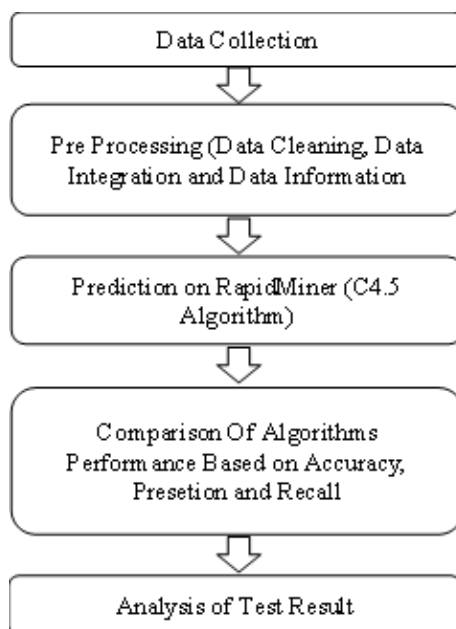 Data Collection
Pre Processing (Data Cleaning, Data
Integration and Data Information
Prediction on RapidMiner (C4.5
Algorithm)
Comparison Of Algorithms
Performance Based on Accuracy,
Presetion and Recall
Analysis of Test Result